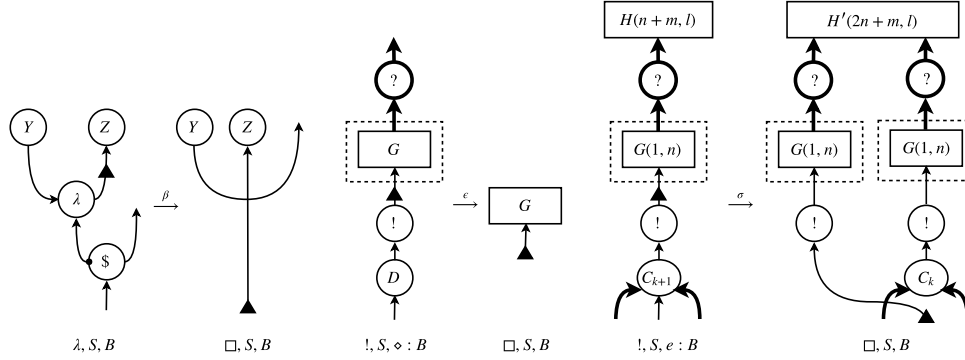 H(n + m, l)
H′(2n + m, l)
? ? ? ?
Y Z Y Z
G G(1, n) G(1, n) G(1, n)
λ β ϵ G σ
! ! ! !
$ D C_{k+1} C_k
λ, S, B □, S, B !, S, ⋄ : B □, S, B !, S, e : B □, S, B